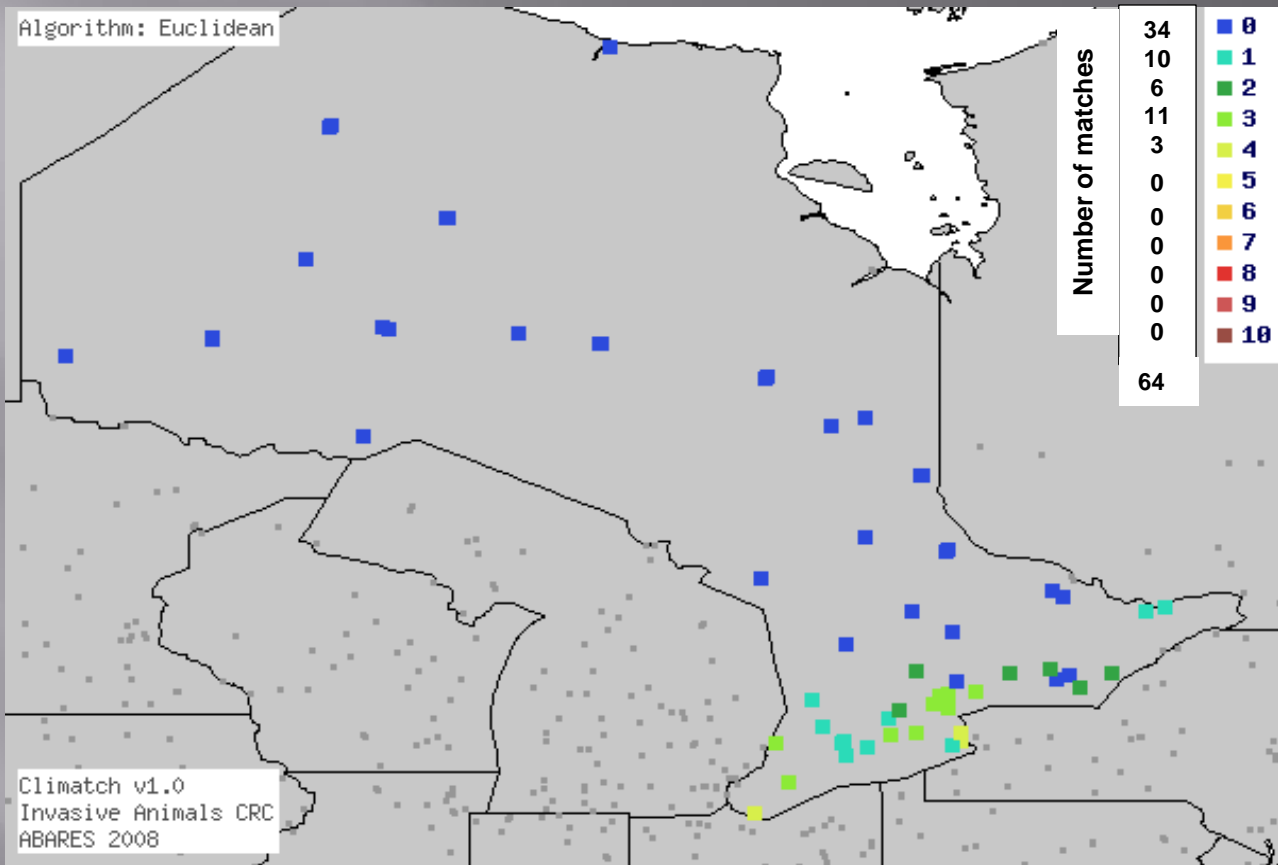 Algorithm: Euclidean
Number of matches
34 0
10 1
6 2
11 3
3 4
0 5
0 6
0 7
0 8
0 9
0 10
64
Climatch v1.0
Invasive Animals CRC
ABARES 2008